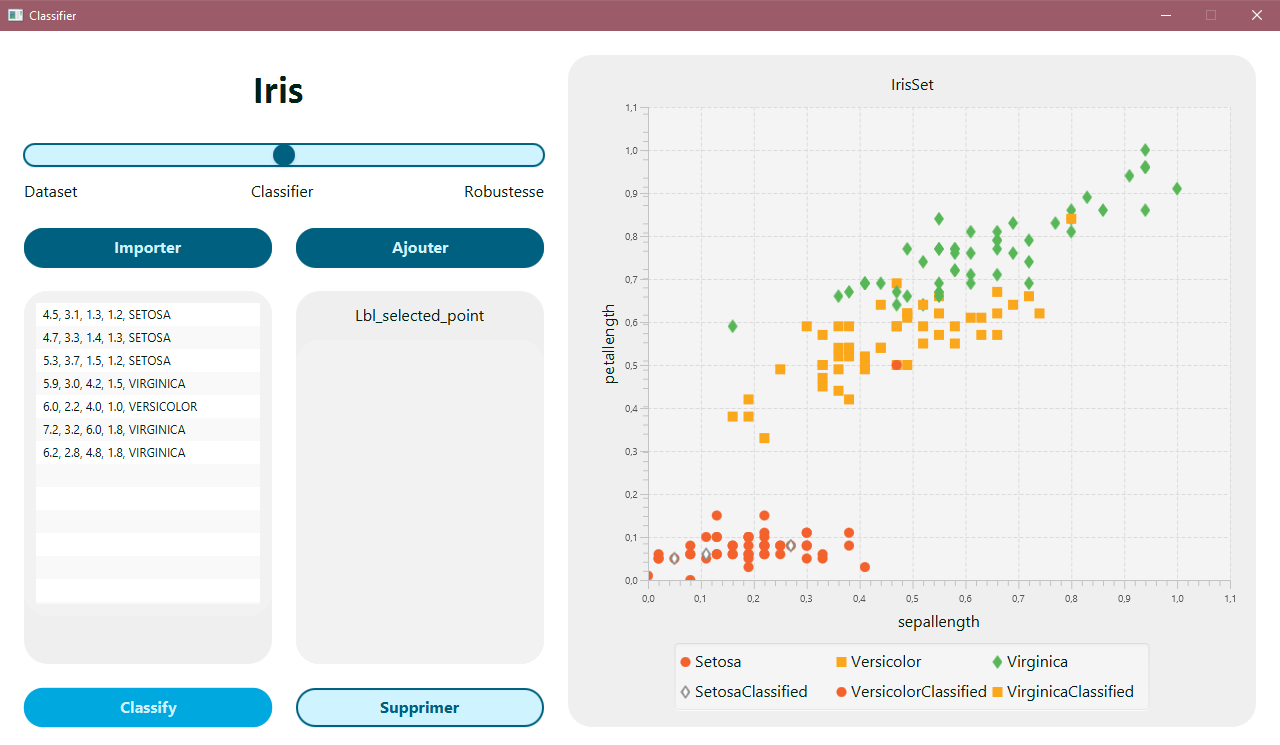 Classifier
Iris
Dataset Classifier Robustesse
Importer Ajouter
4.5, 3.1, 1.3, 1.2, SETOSA
4.7, 3.3, 1.4, 1.3, SETOSA
5.3, 3.7, 1.5, 1.2, SETOSA
5.9, 3.0, 4.2, 1.5, VIRGINICA
6.0, 2.2, 4.0, 1.0, VERSICOLOR
7.2, 3.2, 6.0, 1.8, VIRGINICA
6.2, 2.8, 4.8, 1.8, VIRGINICA
Lbl_selected_point
Classify Supprimer
IrisSet
petallength
1,1
1,0
0,9
0,8
0,7
0,6
0,5
0,4
0,3
0,2
0,1
0,0
0,0 0,1 0,2 0,3 0,4 0,5 0,6 0,7 0,8 0,9 1,0 1,1
sepallength
Setosa Versicolor Virginica
SetosaClassified VersicolorClassified VirginicaClassified